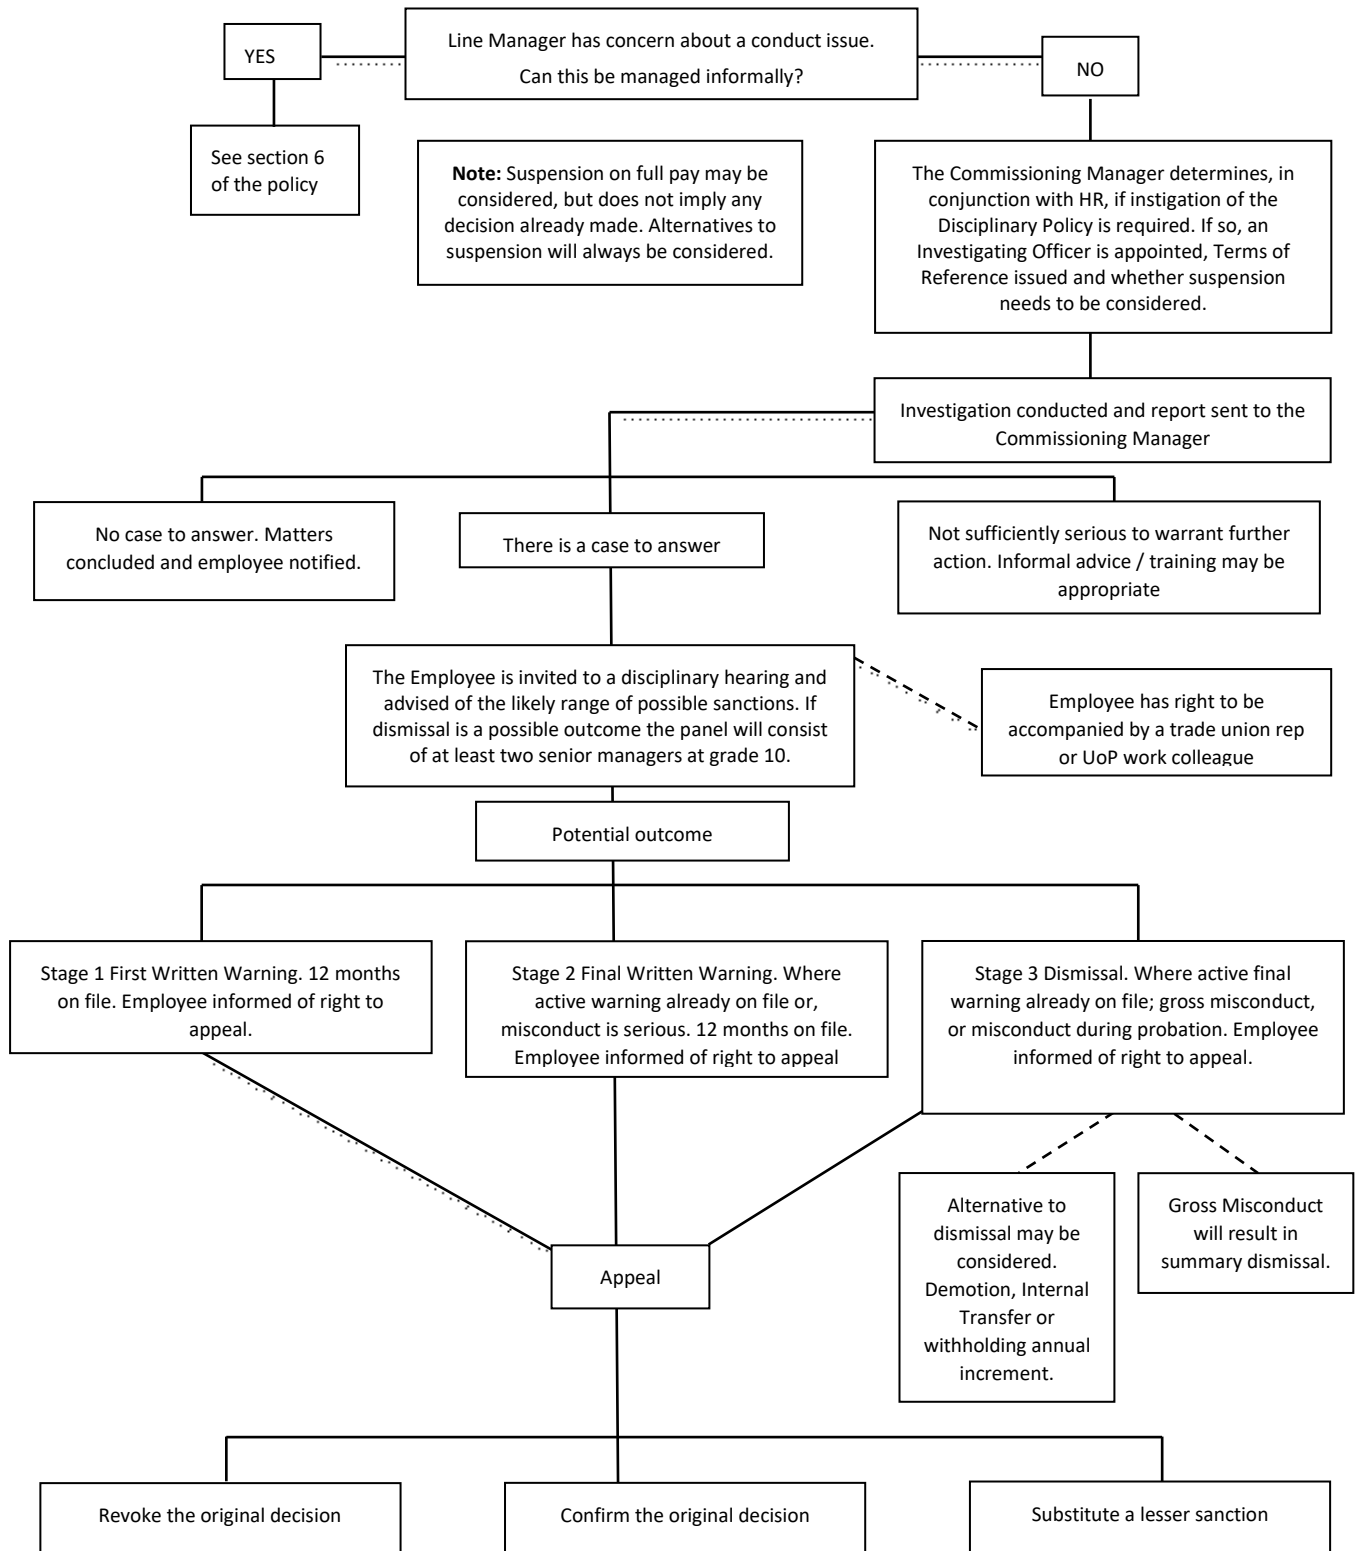 YES
Line Manager has concern about a conduct issue.
Can this be managed informally?
NO
See section 6
of the policy
Note: Suspension on full pay may be
considered, but does not imply any
decision already made. Alternatives to
suspension will always be considered.
The Commissioning Manager determines, in
conjunction with HR, if instigation of the
Disciplinary Policy is required. If so, an
Investigating Officer is appointed, Terms of
Reference issued and whether suspension
needs to be considered.
Investigation conducted and report sent to the
Commissioning Manager
No case to answer. Matters
concluded and employee notified.
There is a case to answer
Not sufficiently serious to warrant further
action. Informal advice / training may be
appropriate
The Employee is invited to a disciplinary hearing and
advised of the likely range of possible sanctions. If
dismissal is a possible outcome the panel will consist
of at least two senior managers at grade 10.
Employee has right to be
accompanied by a trade union rep
or UoP work colleague
Potential outcome
Stage 1 First Written Warning. 12 months
on file. Employee informed of right to
appeal.
Stage 2 Final Written Warning. Where
active warning already on file or,
misconduct is serious. 12 months on file.
Employee informed of right to appeal
Stage 3 Dismissal. Where active final
warning already on file; gross misconduct,
or misconduct during probation. Employee
informed of right to appeal.
Alternative to
dismissal may be
considered.
Demotion, Internal
Transfer or
withholding annual
increment.
Gross Misconduct
will result in
summary dismissal.
Appeal
Revoke the original decision
Confirm the original decision
Substitute a lesser sanction